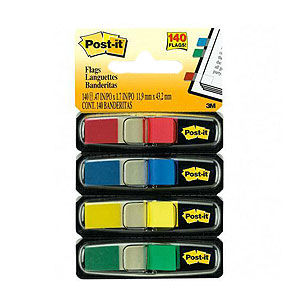 Post-it
140
FLAGS!
Flags
Languettes
Banderitas
140 .47 IN/PO x 1.7 IN/PO 11,9 mm x 43,2 mm
CONT. 140 BANDERITAS
3M
Post-it
Post-it
Post-it
Post-it